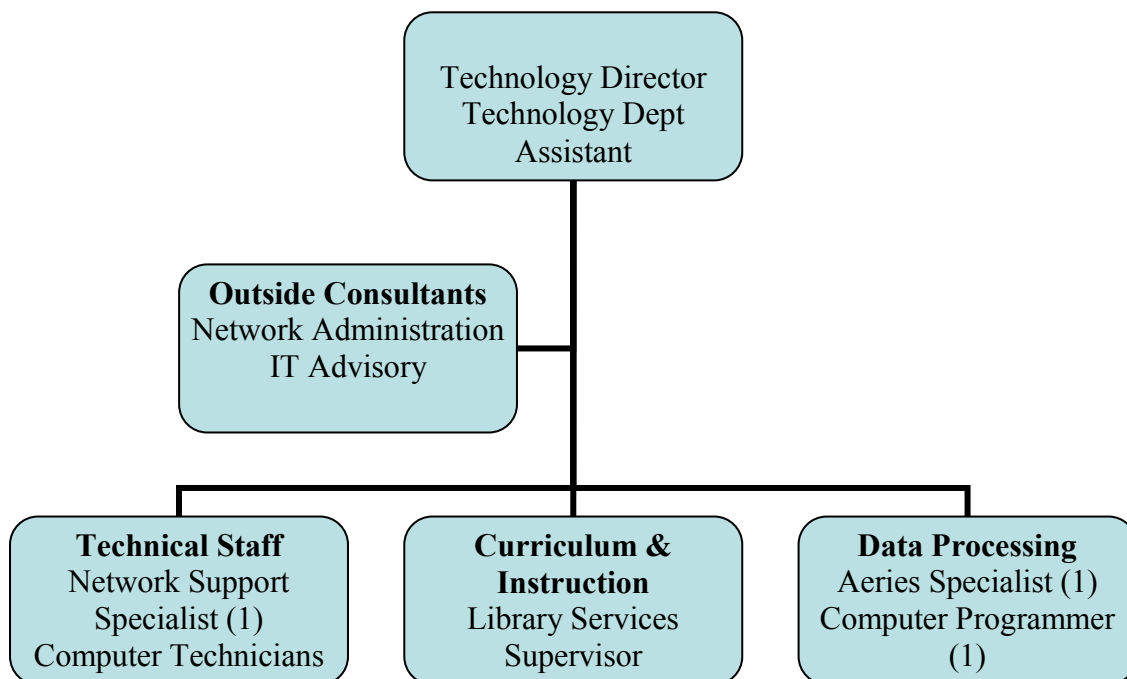 Technology Director
Technology Dept
Assistant
Outside Consultants
Network Administration
IT Advisory
Technical Staff
Network Support
Specialist (1)
Computer Technicians
Curriculum &
Instruction
Library Services
Supervisor
Data Processing
Aeries Specialist (1)
Computer Programmer
(1)